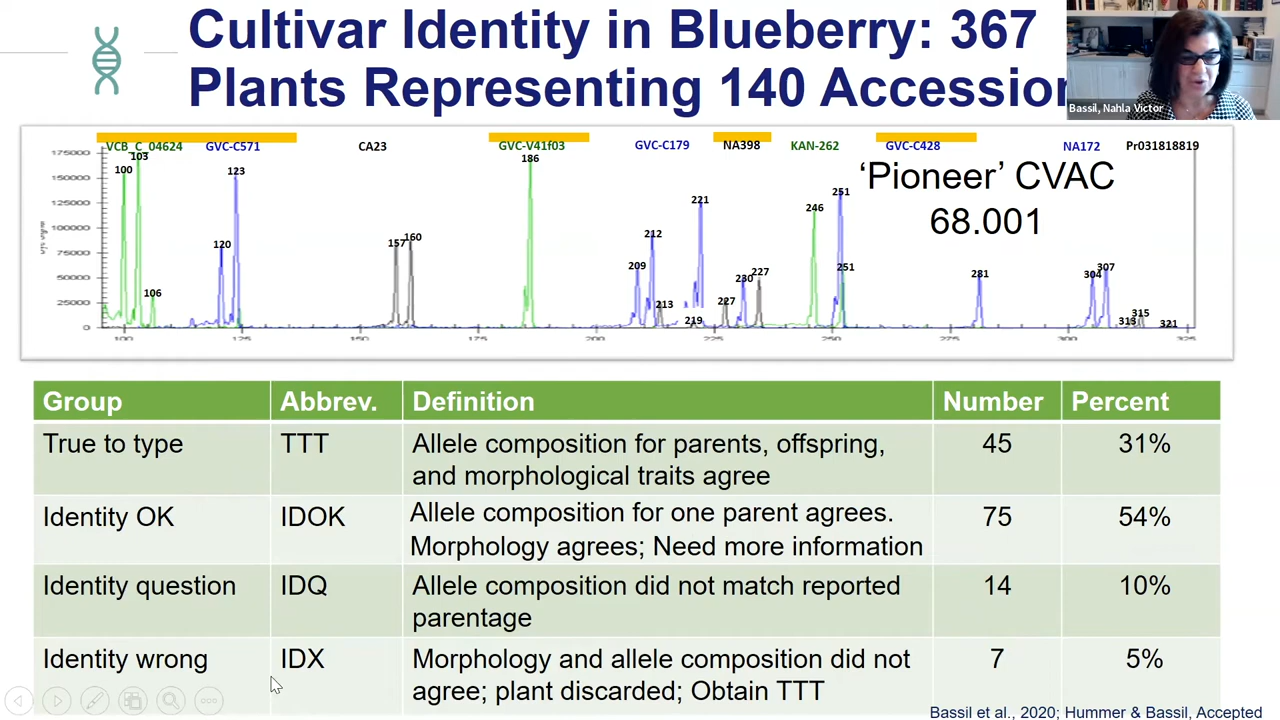 Cultivar Identity in Blueberry: 367
Plants Representing 140 Accession
Bassil, Nahla Victor
VCB_C_04624 GVC-C571 CA23 GVC-V41f03 GVC-C179 NA398 KAN-262 GVC-C428 NA172 Pr031818819
'Pioneer' CVAC
68.001
175000
150000
100000
75000
50000
25000
0
100 103 106 120 123 157 160 186 209 212 213 219 221 227 230 227 246 251 251 281 304 307 313 315 321
100 125 150 175 200 225 250 275 300 325
Group Abbrev. Definition Number Percent
True to type TTT Allele composition for parents, offspring, 45 31%
and morphological traits agree
Identity OK IDOK Allele composition for one parent agrees. 75 54%
Morphology agrees; Need more information
Identity question IDQ Allele composition did not match reported 14 10%
parentage
Identity wrong IDX Morphology and allele composition did not 7 5%
agree; plant discarded; Obtain TTT
Bassil et al., 2020; Hummer & Bassil, Accepted